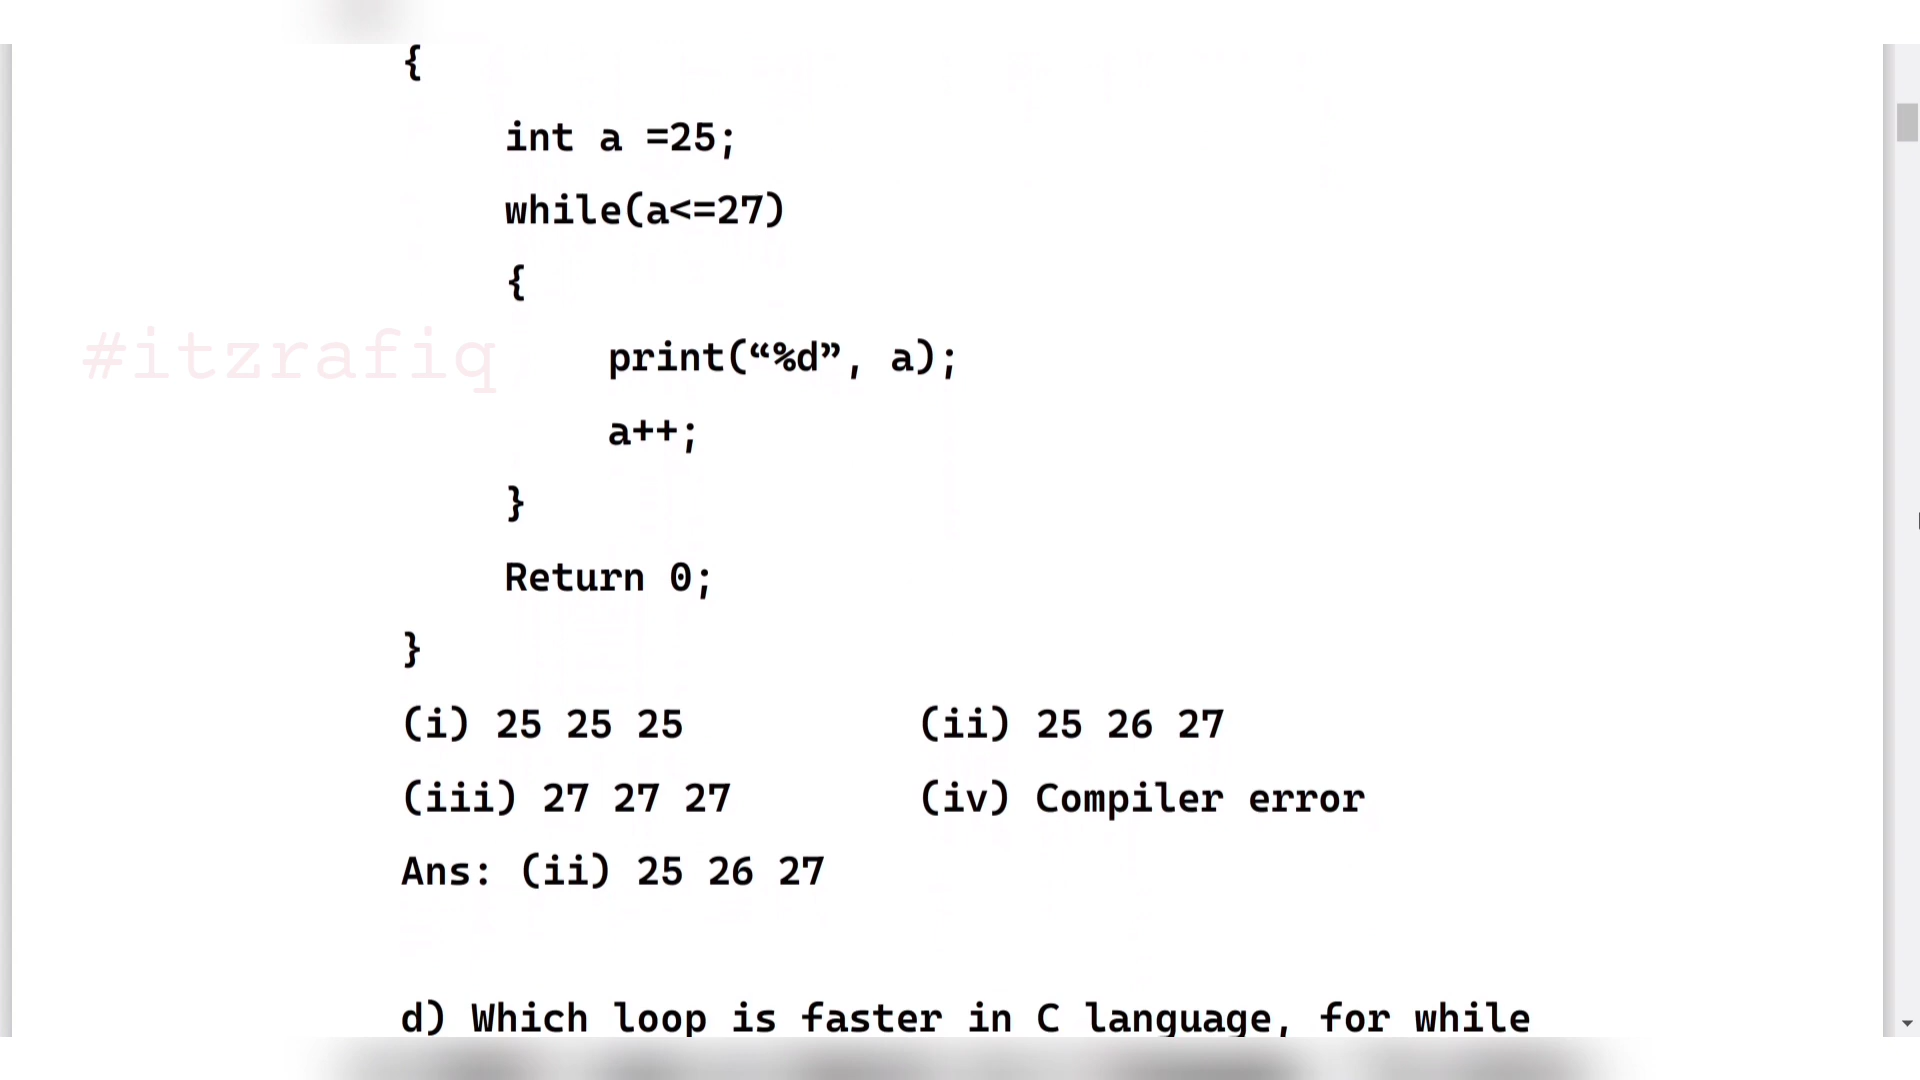 {
int a =25;
while(a<=27)
{
#itzrafiq
print(“%d”, a);
a++;
}
Return 0;
}
(i) 25 25 25 (ii) 25 26 27
(iii) 27 27 27 (iv) Compiler error
Ans: (ii) 25 26 27
d) Which loop is faster in C language, for while